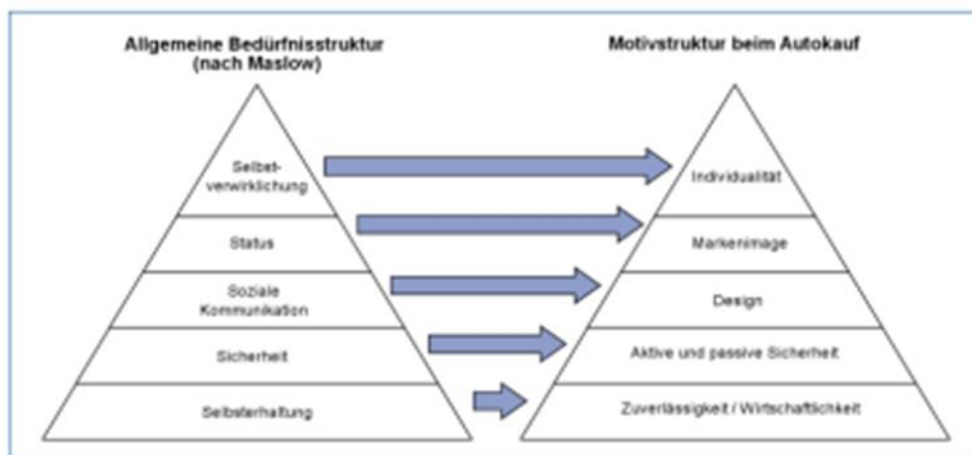 Allgemeine Bedürfnisstruktur
(nach Maslow)
Selbst-
verwirklichung
Status
Soziale
Kommunikation
Sicherheit
Selbsterhaltung
Motivstruktur beim Autokauf
Individualität
Markenimage
Design
Aktive und passive Sicherheit
Zuverlässigkeit / Wirtschaftlichkeit